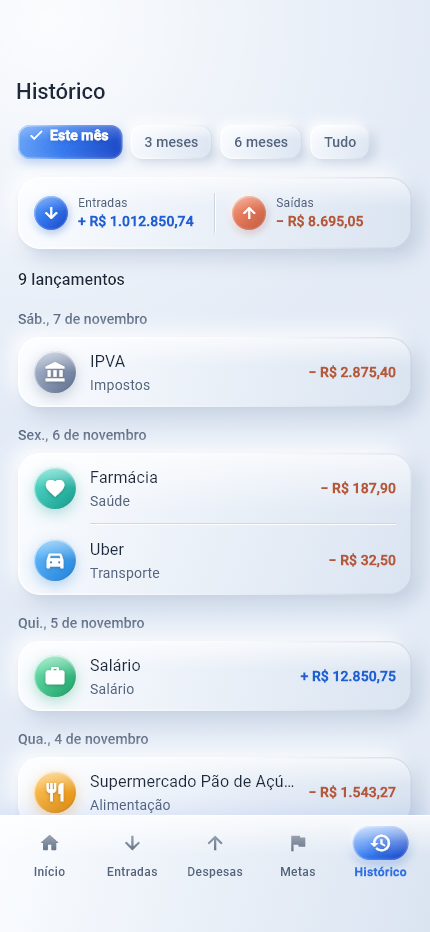 Histórico
Este mês
3 meses
6 meses
Tudo
Entradas
+ R$ 1.012.850,74
Saídas
− R$ 8.695,05
9 lançamentos
Sáb., 7 de novembro
IPVA
Impostos
− R$ 2.875,40
Sex., 6 de novembro
Farmácia
Saúde
− R$ 187,90
Uber
Transporte
− R$ 32,50
Qui., 5 de novembro
Salário
Salário
+ R$ 12.850,75
Qua., 4 de novembro
Supermercado Pão de Açú…
Alimentação
− R$ 1.543,27
Início
Entradas
Despesas
Metas
Histórico